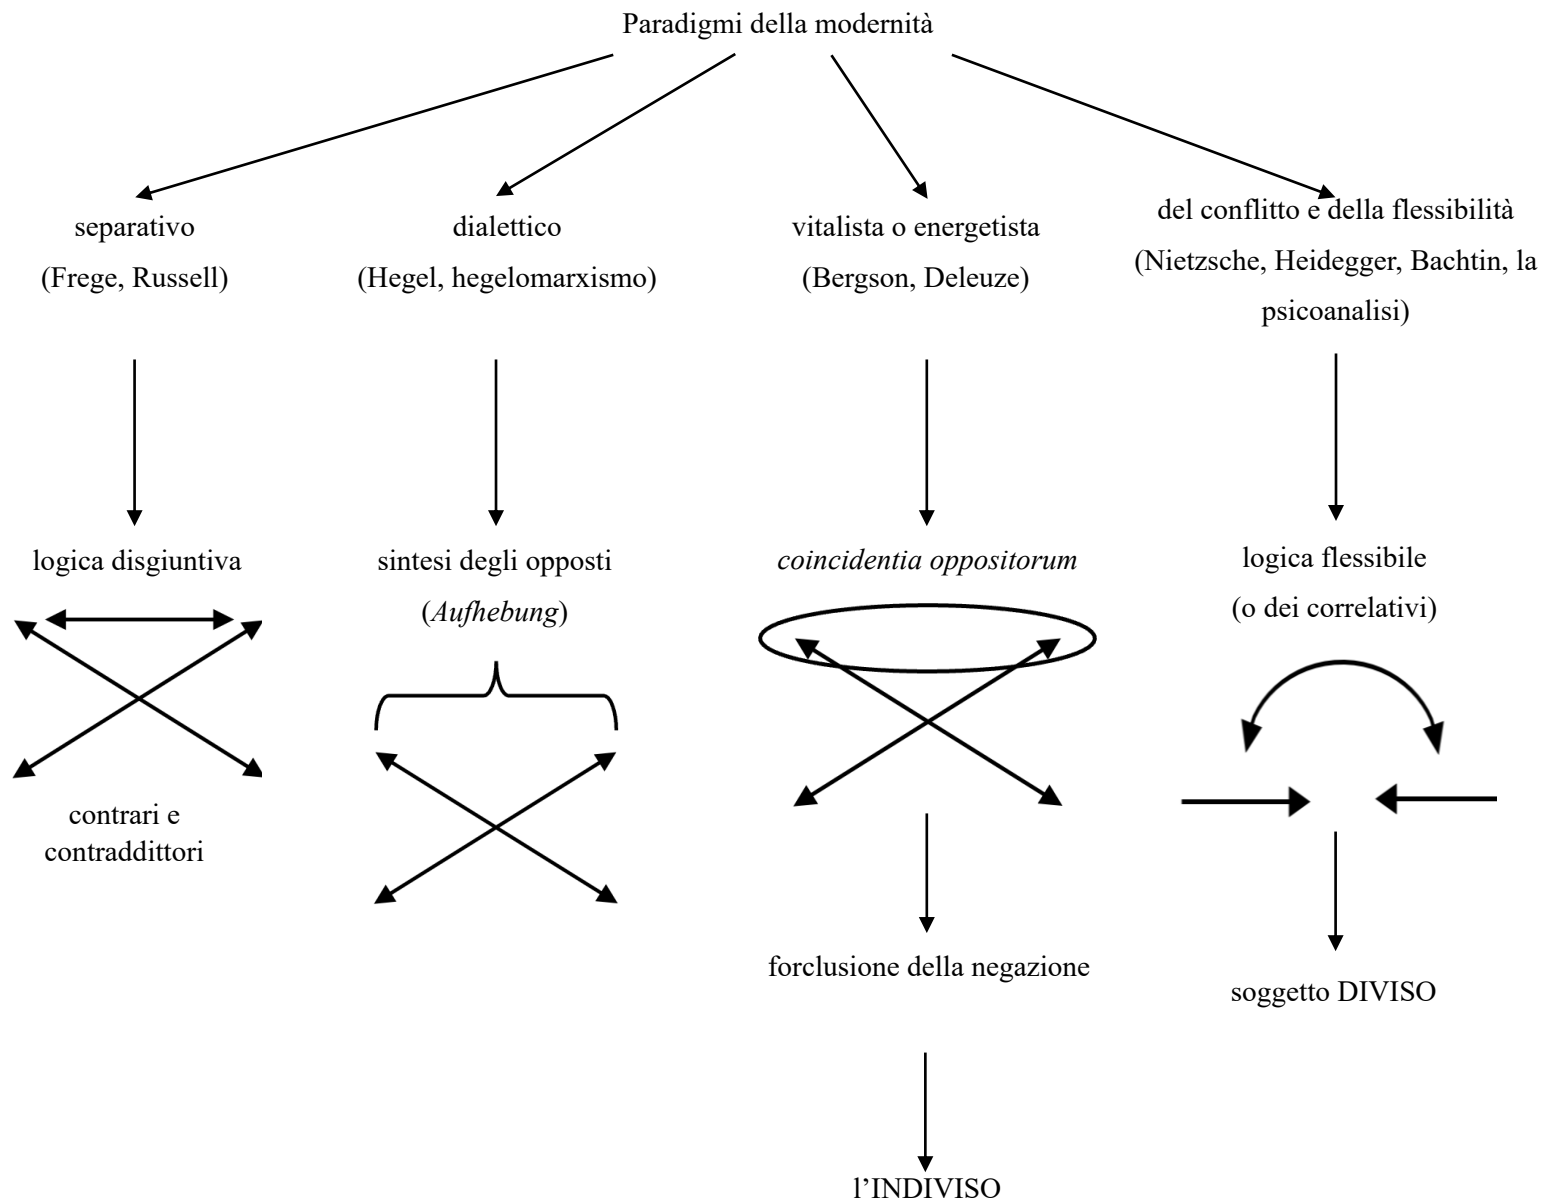 Paradigmi della modernità
separativo
(Frege, Russell)
dialettico
(Hegel, hegelomarxismo)
vitalista o energetista
(Bergson, Deleuze)
del conflitto e della flessibilità
(Nietzsche, Heidegger, Bachtin, la
psicoanalisi)
logica disgiuntiva
contrari e
contraddittori
sintesi degli opposti
(Aufhebung)
coincidentia oppositorum
forclusione della negazione
l’INDIVISO
logica flessibile
(o dei correlativi)
soggetto DIVISO